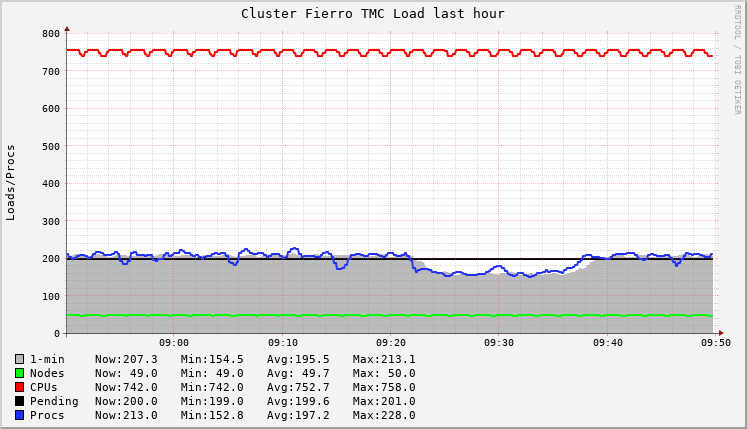 Cluster Fierro TMC Load last hour
RRDTOOL / TOBI OETIKER
Loads/Procs
800
700
600
500
400
300
200
100
0
09:00 09:10 09:20 09:30 09:40 09:50
1-min Now:207.3 Min:154.5 Avg:195.5 Max:213.1
Nodes Now: 49.0 Min: 49.0 Avg: 49.7 Max: 50.0
CPUs Now:742.0 Min:742.0 Avg:752.7 Max:758.0
Pending Now:200.0 Min:199.0 Avg:199.6 Max:201.0
Procs Now:213.0 Min:152.8 Avg:197.2 Max:228.0